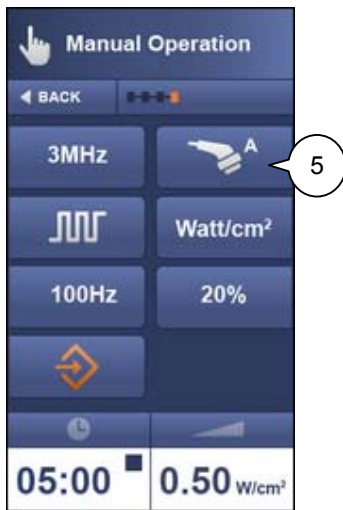 Manual Operation
BACK
3MHz
A
5
Watt/cm²
100Hz
20%
05:00
0.50 W/cm²